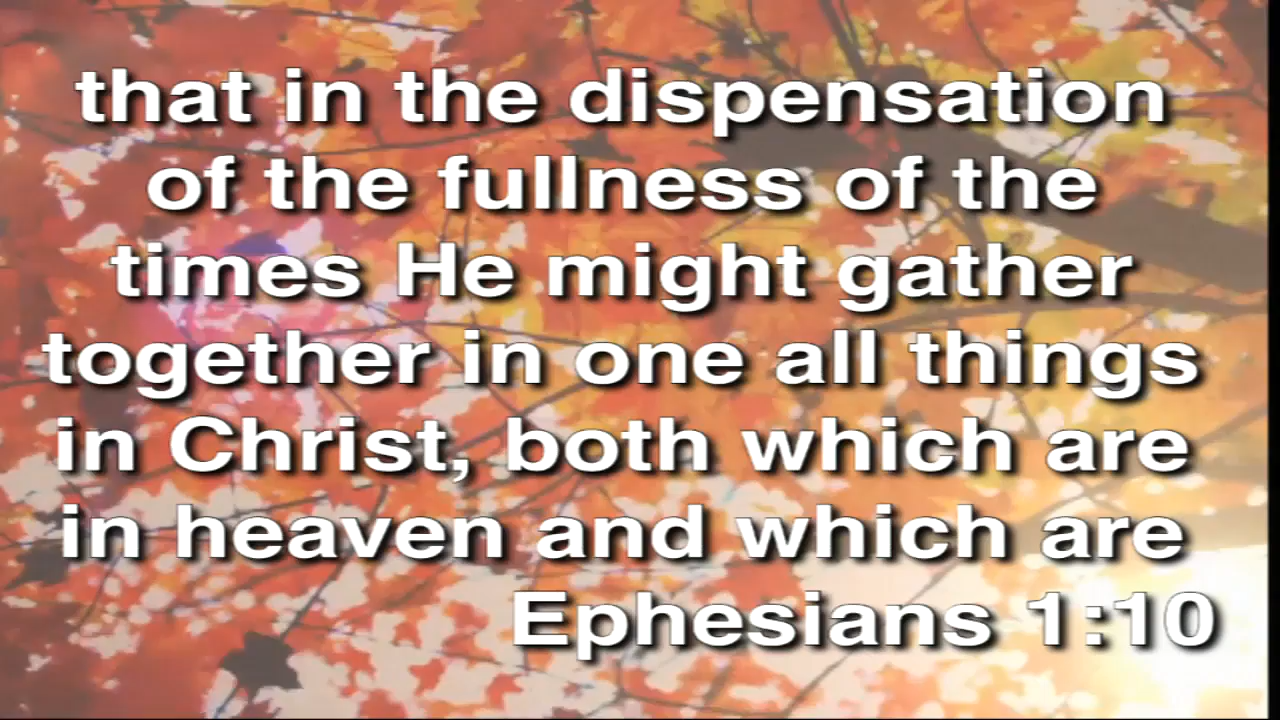 that in the dispensation
of the fullness of the
times He might gather
together in one all things
in Christ, both which are
in heaven and which are
Ephesians 1:10